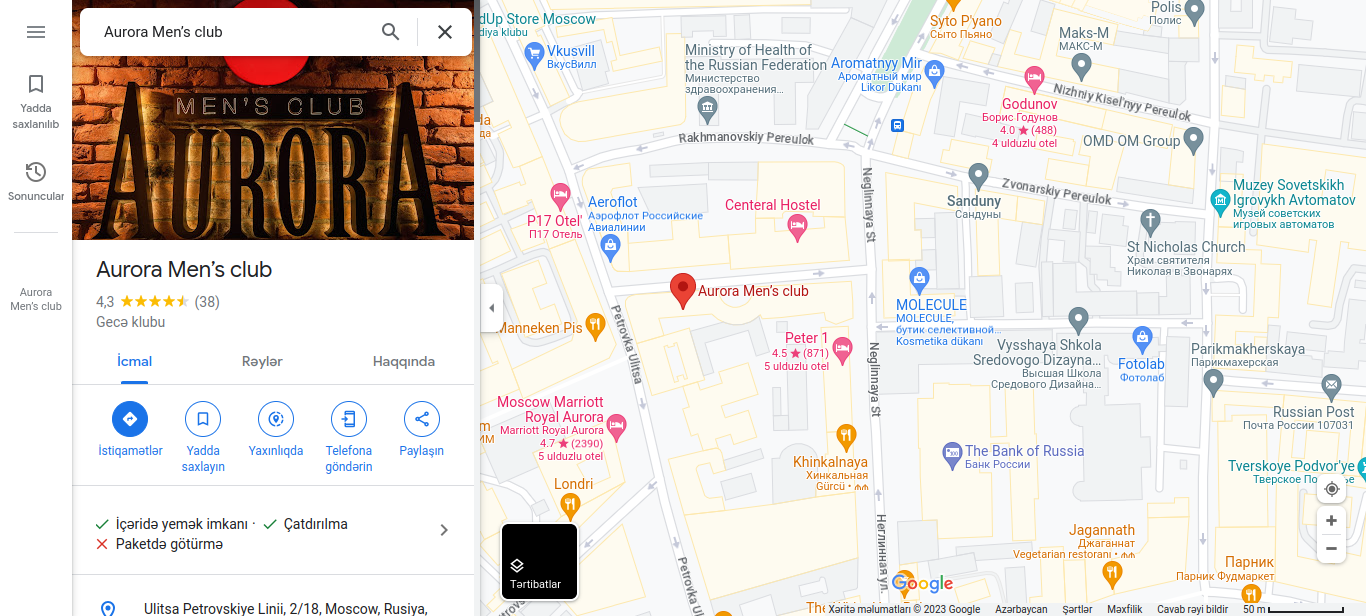 Aurora Men's club
Yadda
saxlanılıb
Sonuncular
Aurora
Men's club
MEN'S CLUB
AURORA
Aurora Men's club
4,3 ★★★★★ (38)
Gecə klubu
İcmal
Rəylər
Haqqında
İstiqamətlər
Yadda
saxlayın
Yaxınlıqda
Telefona
göndərin
Paylaşın
İçəridə yemək imkanı · Çatdırılma
Paketdə götürmə
Ulitsa Petrovskiye Linii, 2/18, Moscow, Rusiya,
dUp Store Moscow
diya klubu
Vkusvill
ВкусВилл
Ministry of Health of
the Russian Federation
Министерство
здравоохранения...
Aromatnyy Mir
Ароматный мир
Likor Dükanı
Syto P'yano
Сыто Пьяно
Polis
Полис
Maks-M
МАКС-М
Godunov
Борис Годунов
4.0 ★ (488)
4 ulduzlu otel
Nizhniy Kisel'nyy Pereulok
OMD OM Group
Rakhmanovskiy Pereulok
Zvonarskiy Pereulok
Sanduny
Сандуны
Muzey Sovetskikh
Igrovykh Avtomatov
Музей советских
игровых автоматов
St Nicholas Church
Храм святителя
Николая в Звонарях
P17 Otel'
П17 Отель
Aeroflot
Аэрофлот Российские
Авиалинии
Centeral Hostel
Neglinnaya St
Aurora Men's club
Manneken Pis
Petrovka Ulitsa
MOLECULE
MOLECULE,
бутик селективной...
Kosmetika dükanı
Peter 1
4.5 ★ (871)
5 ulduzlu otel
Neglinnaya St
Vysshaya Shkola
Sredovogo Dizayna...
Высшая Школа
Средового Дизайна...
Fotolab
Фотолаб
Parikmakherskaya
Парикмахерская
Russian Post
Почта России 107031
Moscow Marriott
Royal Aurora
Marriott Royal Aurora
4.7 ★ (2390)
5 ulduzlu otel
Khinkalnaya
Хинкальная
Gürcü
The Bank of Russia
Банк России
Tverskoye Podvor'ye
Londri
Неглинная ул.
Petrovka
Jagannath
Джаганнат
Vegetarian restoranı
Парник
Парник Фудмаркет
Tərtibatlar
Google
Xəritə məlumatları © 2023 Google Azərbaycan Şərtlər Məxfilik Cavab rəyi bildir 50 m